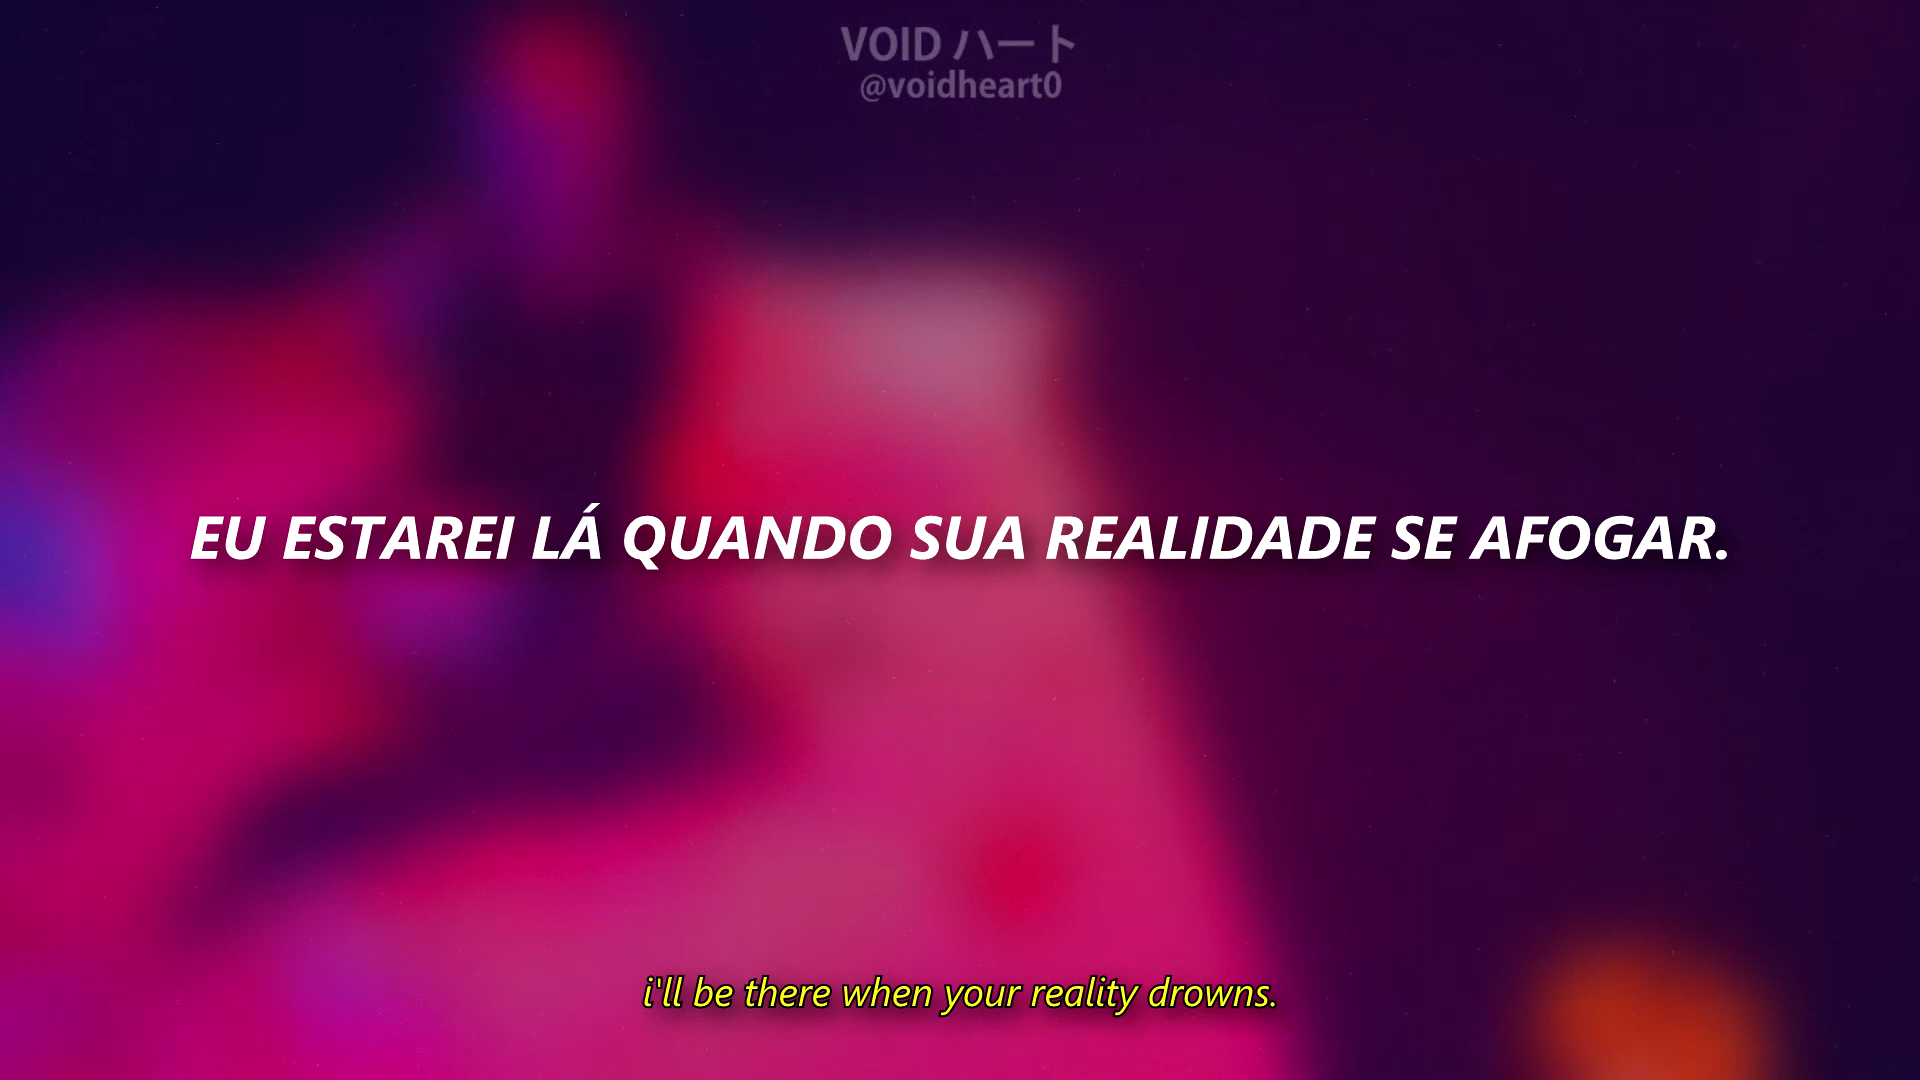 VOID ハート
@voidheart0
EU ESTAREI LÁ QUANDO SUA REALIDADE SE AFOGAR.
i'll be there when your reality drowns.